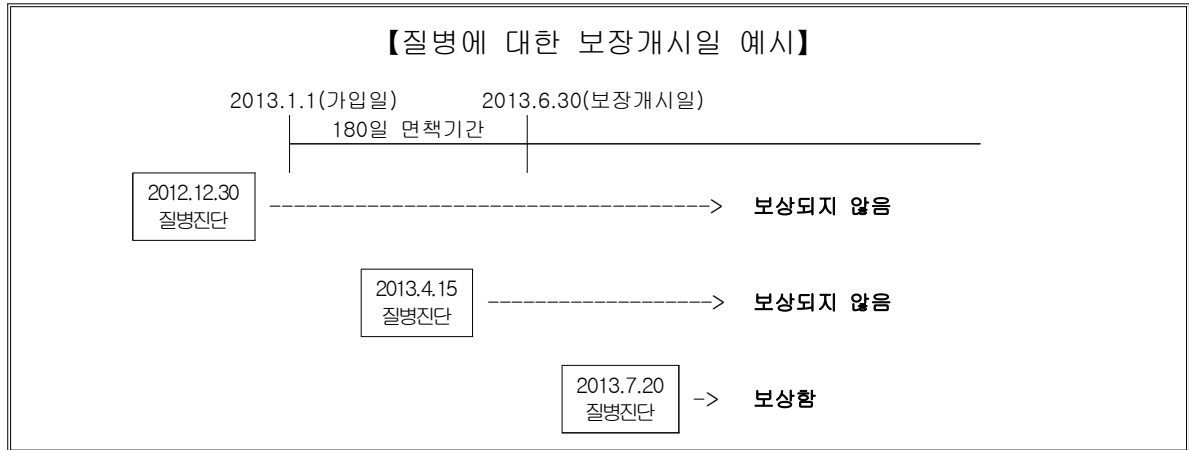 【질병에 대한 보장개시일 예시】
2013.1.1(가입일) 2013.6.30(보장개시일)
180일 면책기간
2012.12.30
질병진단
-------------------------------------> 보상되지 않음
2013.4.15
질병진단
-------------------> 보상되지 않음
2013.7.20
질병진단
-> 보상함